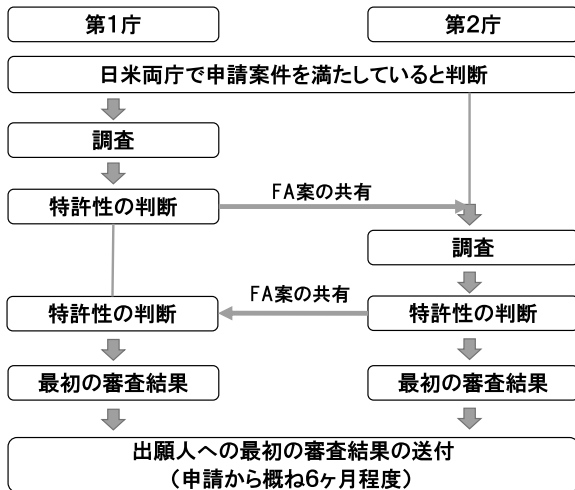 第1庁
第2庁
日米両庁で申請案件を満たしていると判断
調査
特許性の判断
FA案の共有
調査
特許性の判断
FA案の共有
特許性の判断
最初の審査結果
最初の審査結果
出願人への最初の審査結果の送付
（申請から概ね6ヶ月程度）